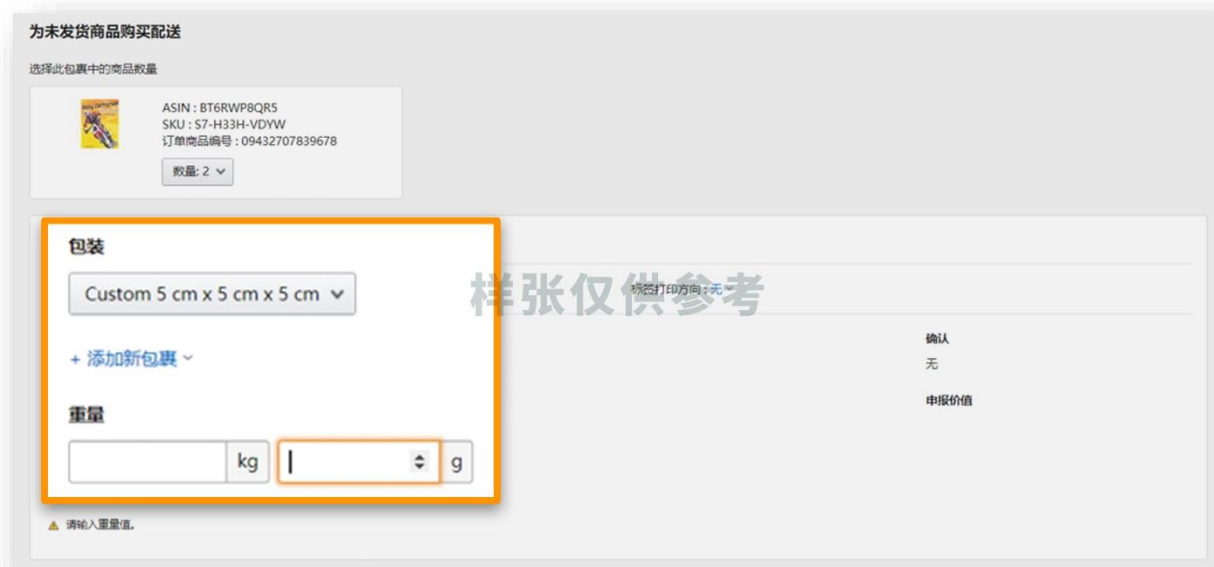 为未发货商品购买配送
选择此包裹中的商品数量
ASIN : BT6RWP8QR5
SKU : S7-H33H-VDYW
订单商品编号 : 09432707839678
数量: 2
包装
Custom 5 cm x 5 cm x 5 cm
样张仅供参考
标签打印方向 : 无
+ 添加新包裹
确认
无
申报价值
重量
kg
g
请输入重量值。